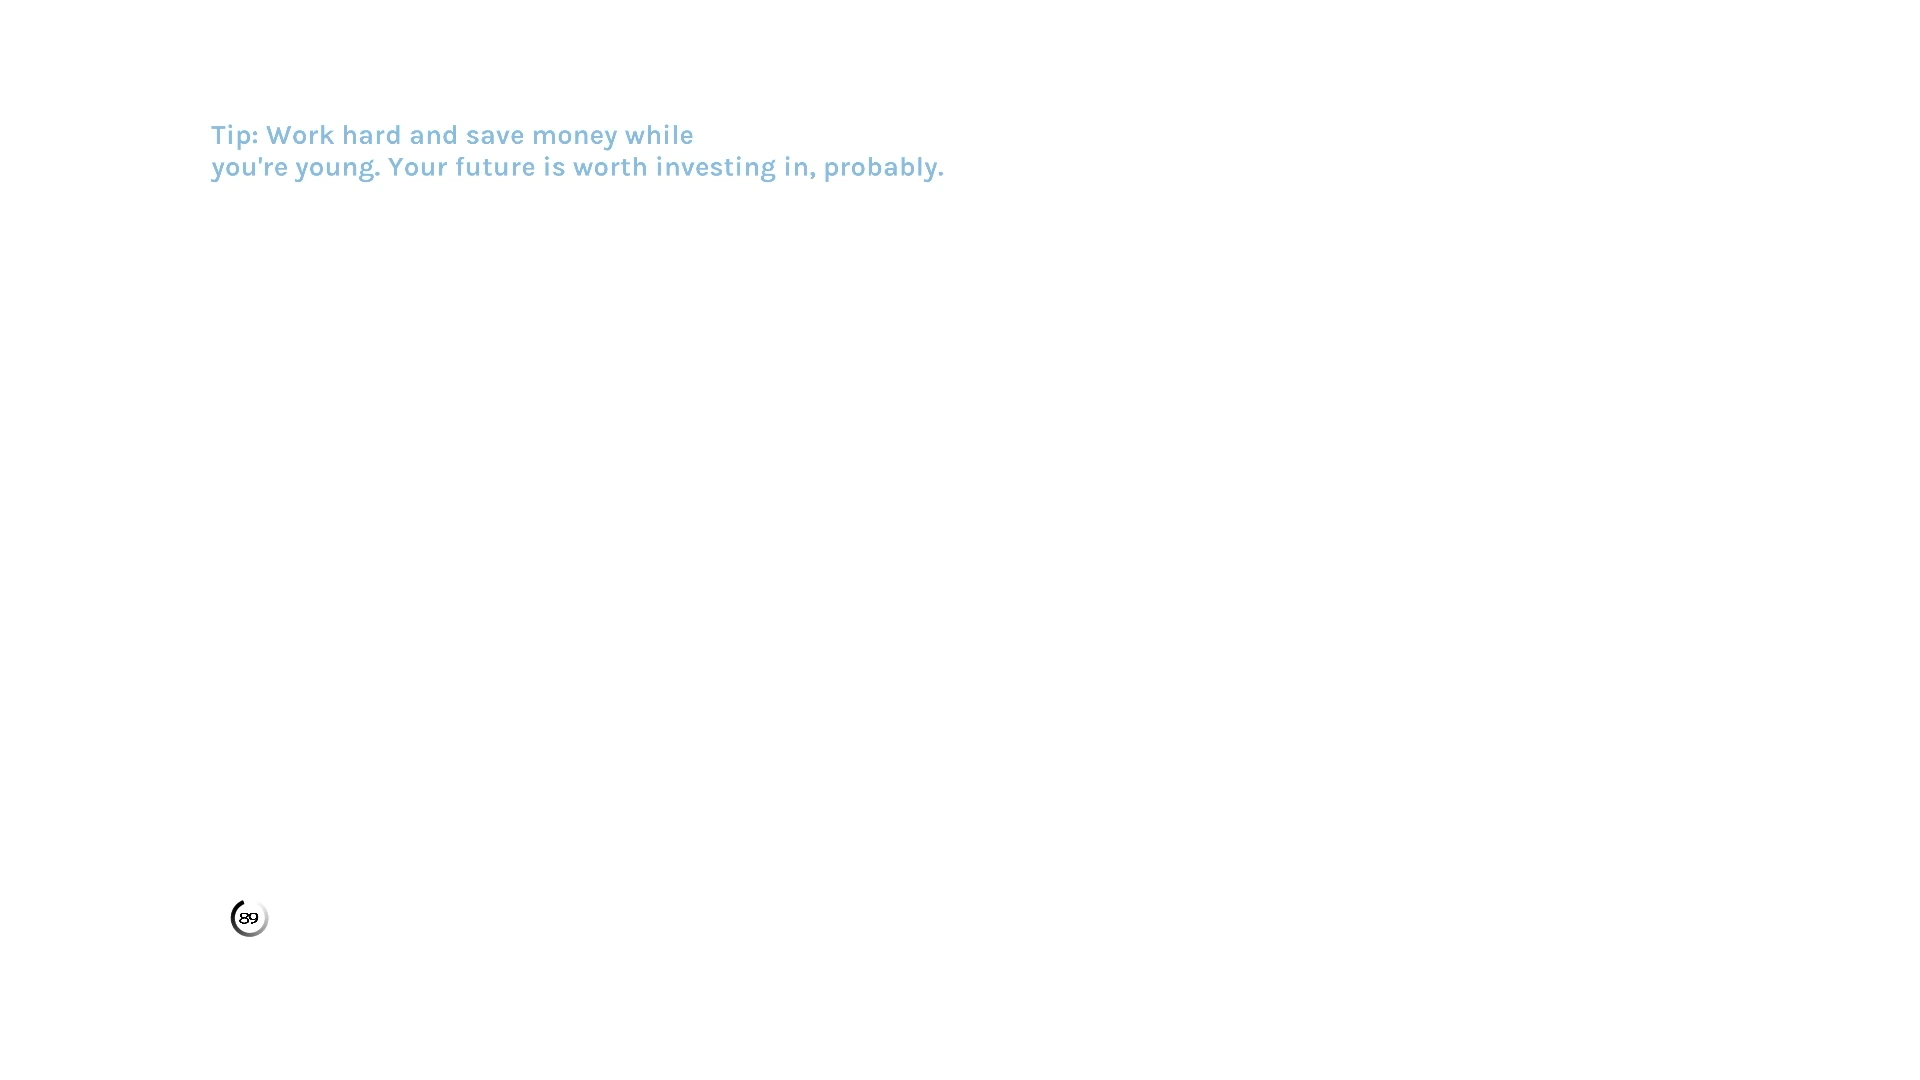 Tip: Work hard and save money while
you're young. Your future is worth investing in, probably.
89